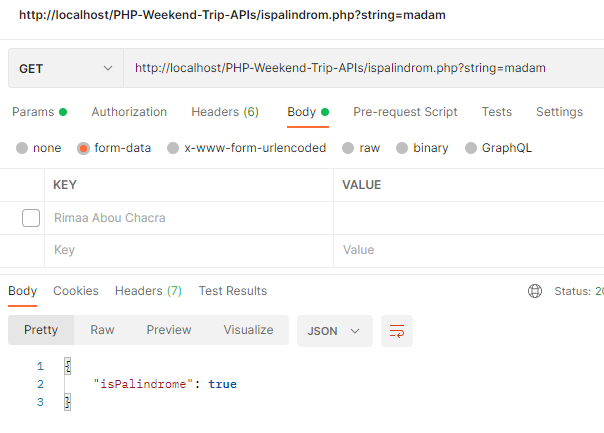 http://localhost/PHP-Weekend-Trip-APIs/ispalindrom.php?string=madam
GET http://localhost/PHP-Weekend-Trip-APIs/ispalindrom.php?string=madam
Params Authorization Headers (6) Body Pre-request Script Tests Settings
none form-data x-www-form-urlencoded raw binary GraphQL
KEY VALUE
Rimaa Abou Chacra
Key Value
Body Cookies Headers (7) Test Results Status: 20
Pretty Raw Preview Visualize JSON
1 {
2 "isPalindrome": true
3 }